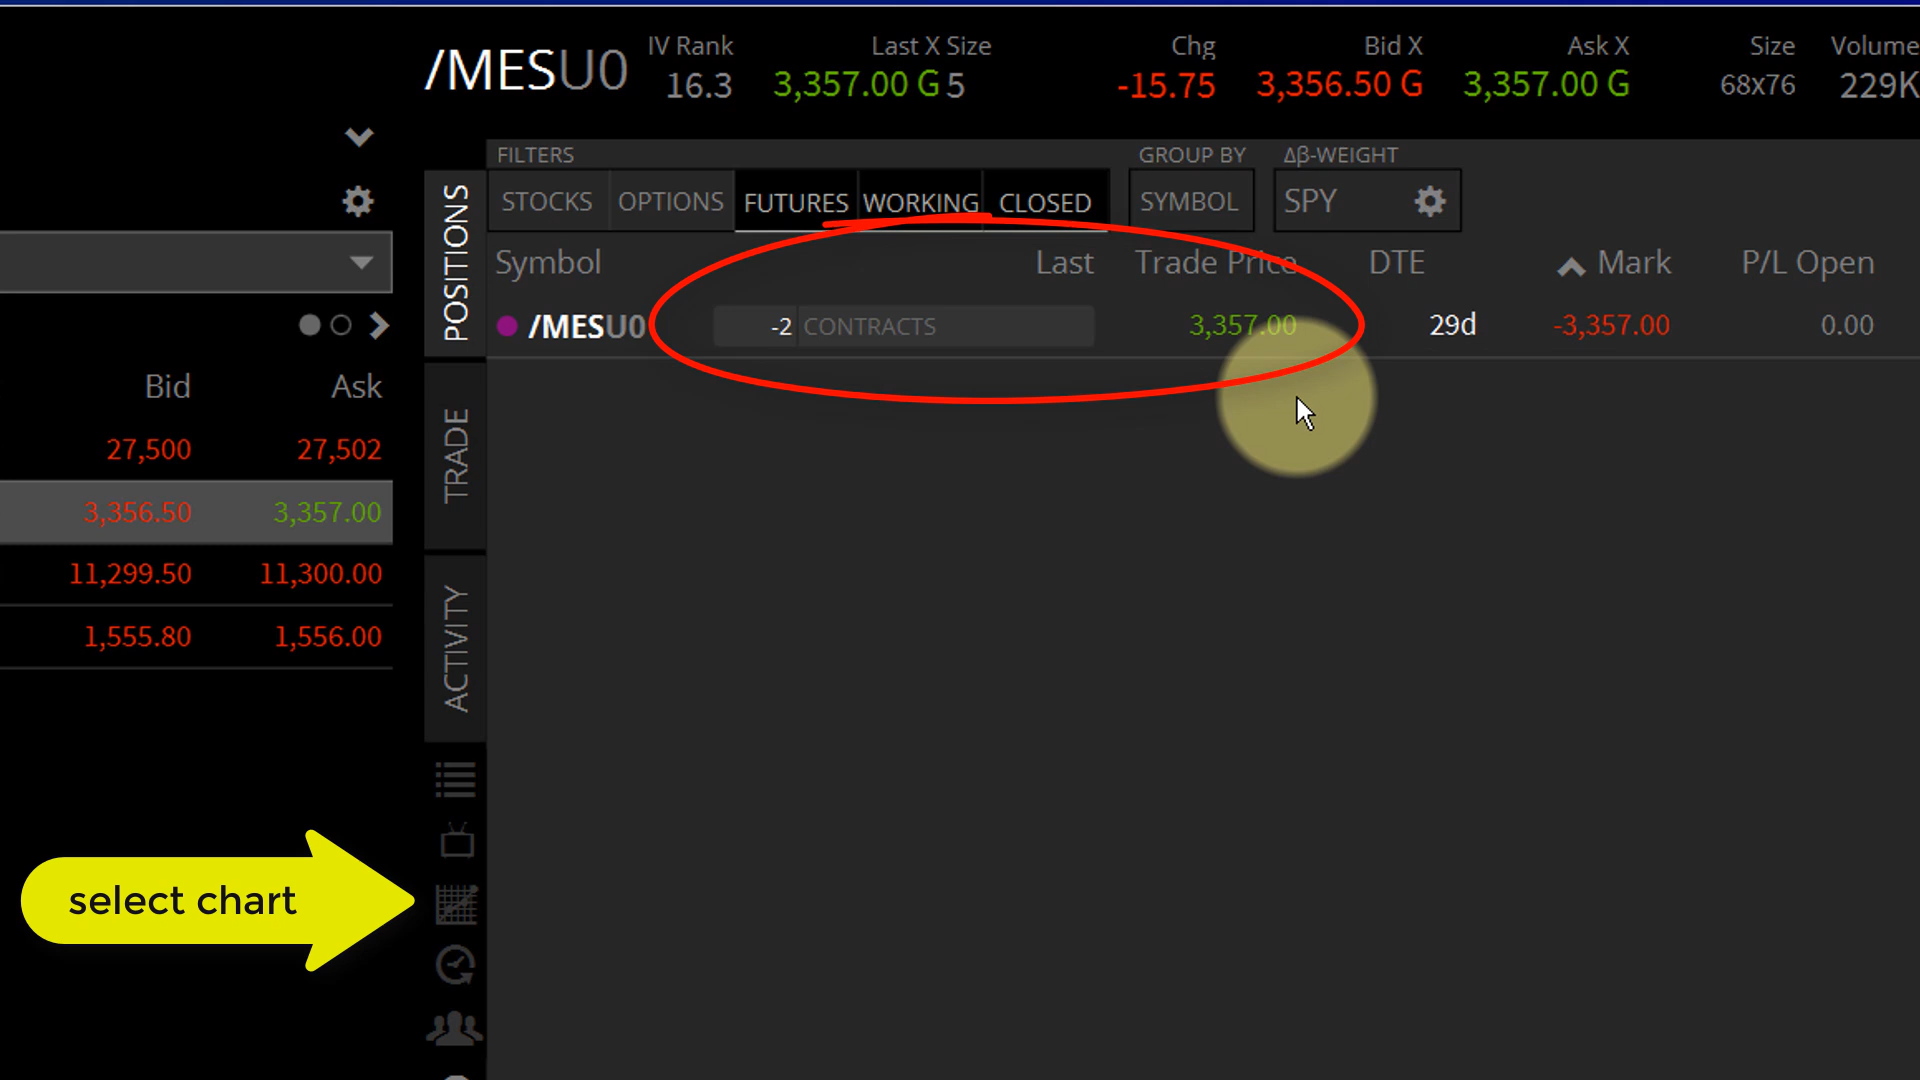 /MESU0
IV Rank
16.3
Last X Size
3,357.00 G 5
Chg
-15.75
Bid X
3,356.50 G
Ask X
3,357.00 G
Size
68x76
Volume
229K
FILTERS
STOCKS OPTIONS FUTURES WORKING CLOSED
GROUP BY
SYMBOL
Δβ-WEIGHT
SPY
Symbol Last Trade Price DTE Mark P/L Open
/MESU0 -2 CONTRACTS 3,357.00 29d -3,357.00 0.00
POSITIONS
TRADE
ACTIVITY
Bid Ask
27,500 27,502
3,356.50 3,357.00
11,299.50 11,300.00
1,555.80 1,556.00
select chart